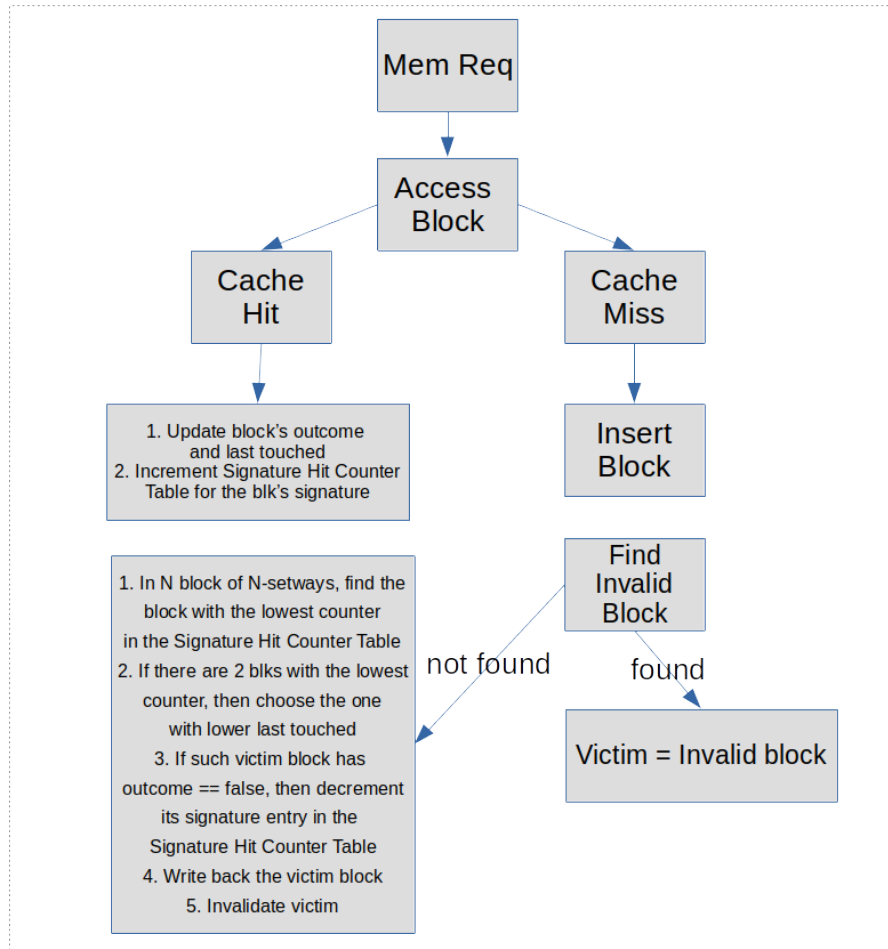 Mem Req
Access
Block
Cache
Hit
Cache
Miss
1. Update block's outcome
and last touched
2. Increment Signature Hit Counter
Table for the blk's signature
Insert
Block
Find
Invalid
Block
not found
found
1. In N block of N-setways, find the
block with the lowest counter
in the Signature Hit Counter Table
2. If there are 2 blks with the lowest
counter, then choose the one
with lower last touched
3. If such victim block has
outcome == false, then decrement
its signature entry in the
Signature Hit Counter Table
4. Write back the victim block
5. Invalidate victim
Victim = Invalid block